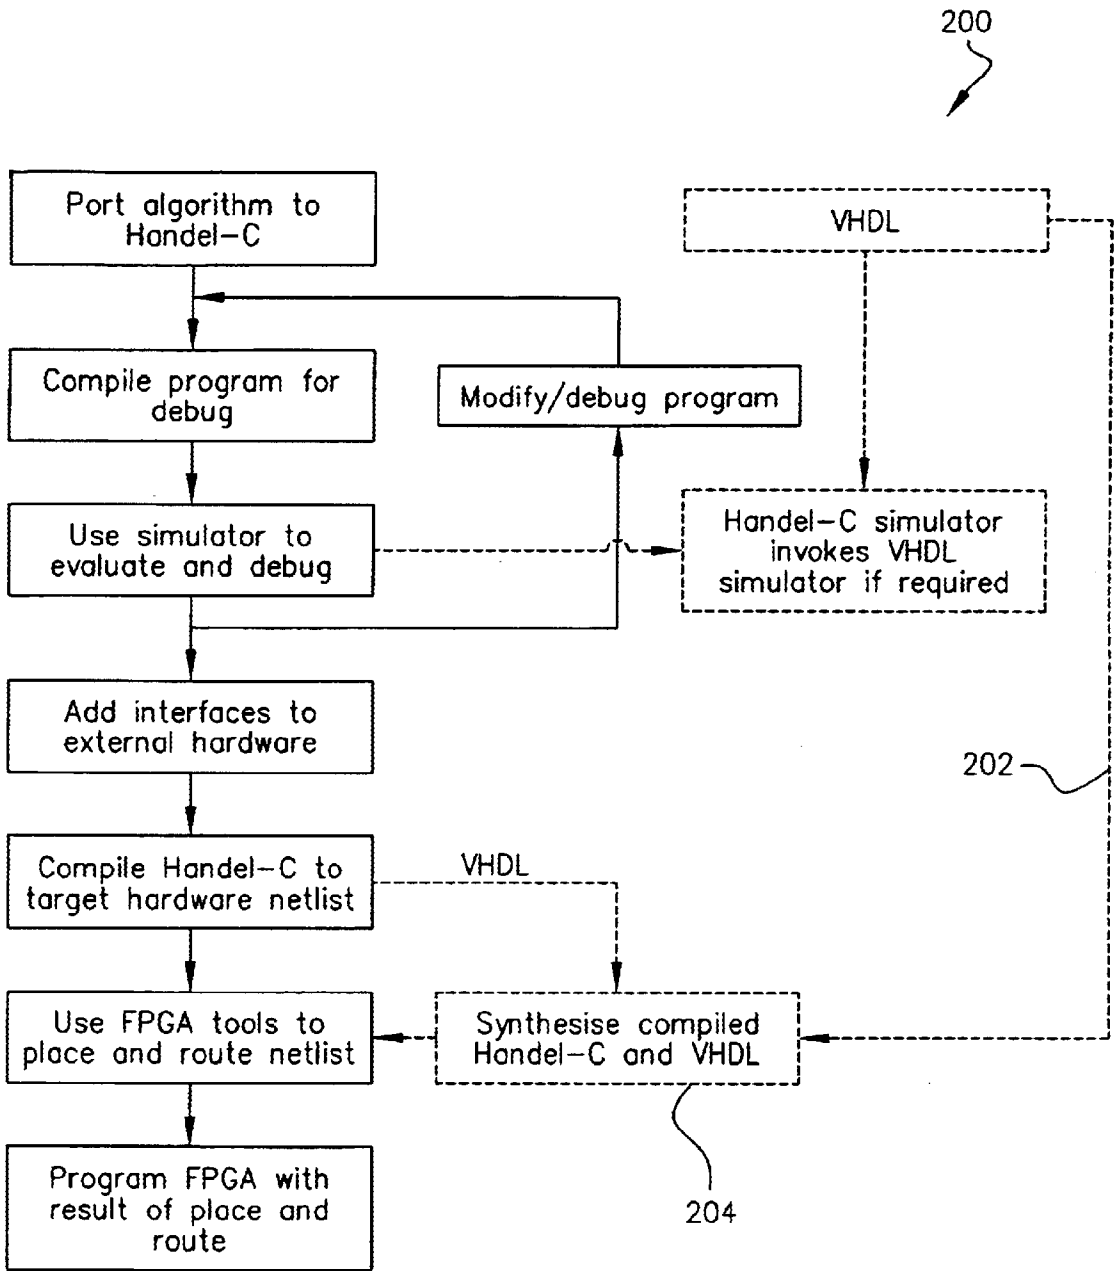 200
Port algorithm to
Handel-C
VHDL
Compile program for
debug
Modify/debug program
Use simulator to
evaluate and debug
Handel-C simulator
invokes VHDL
simulator if required
Add interfaces to
external hardware
202
Compile Handel-C to
target hardware netlist
VHDL
Use FPGA tools to
place and route netlist
Synthesise compiled
Handel-C and VHDL
Program FPGA with
result of place and
route
204